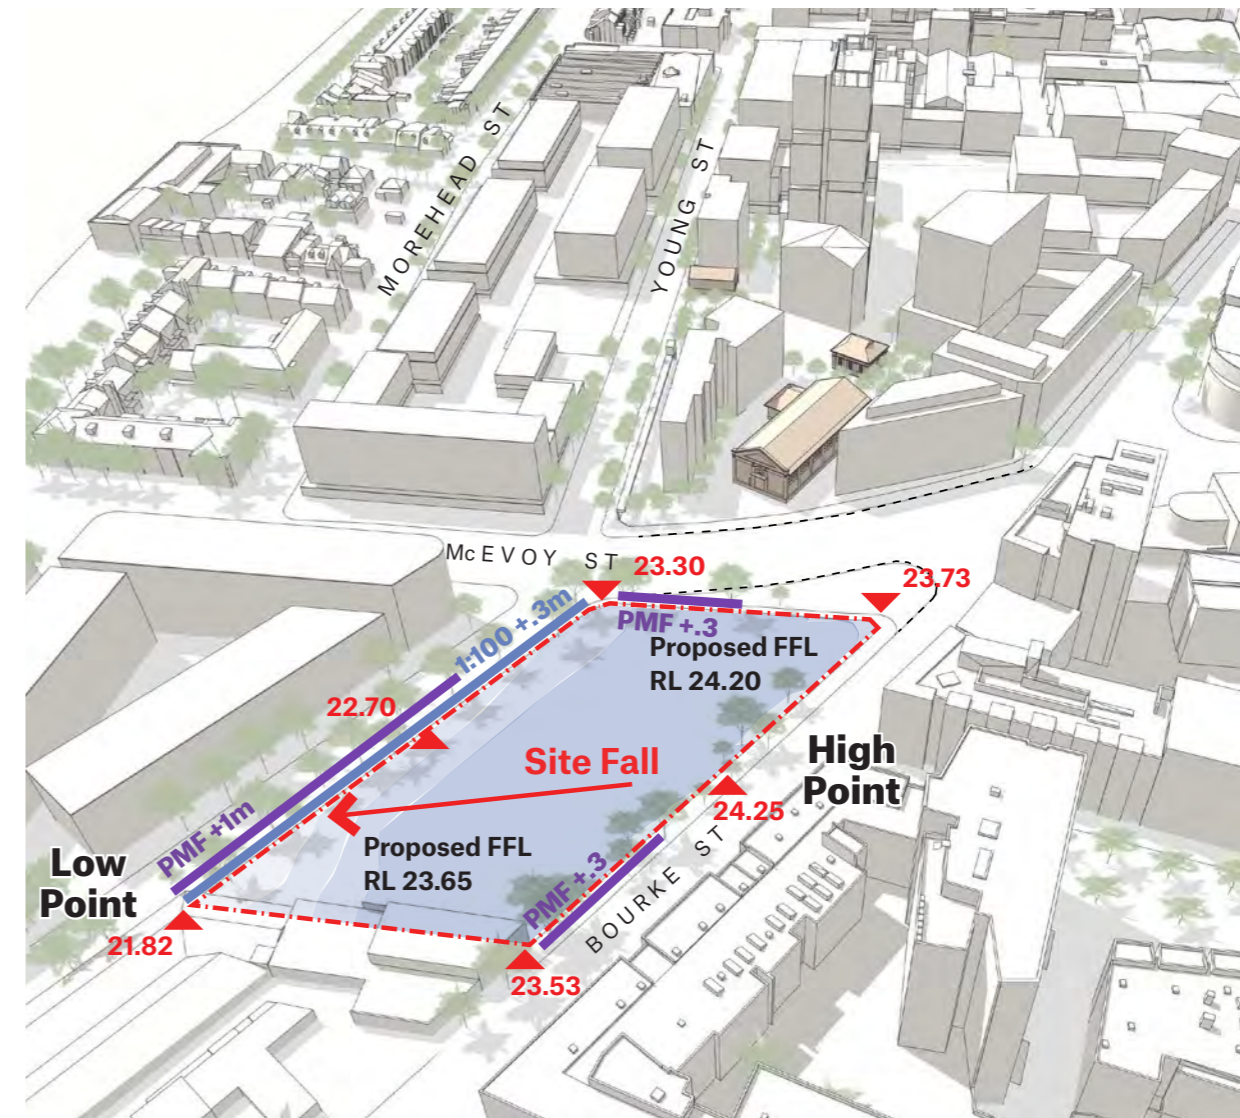 MOREHEAD ST
YOUNG ST
McEVOY ST
23.30
23.73
1:100 +.3m
PMF +.3
Proposed FFL
RL 24.20
22.70
Site Fall
High
Point
24.25
PMF +1m
Proposed FFL
RL 23.65
Low
Point
PMF +.3
BOURKE ST
21.82
23.53